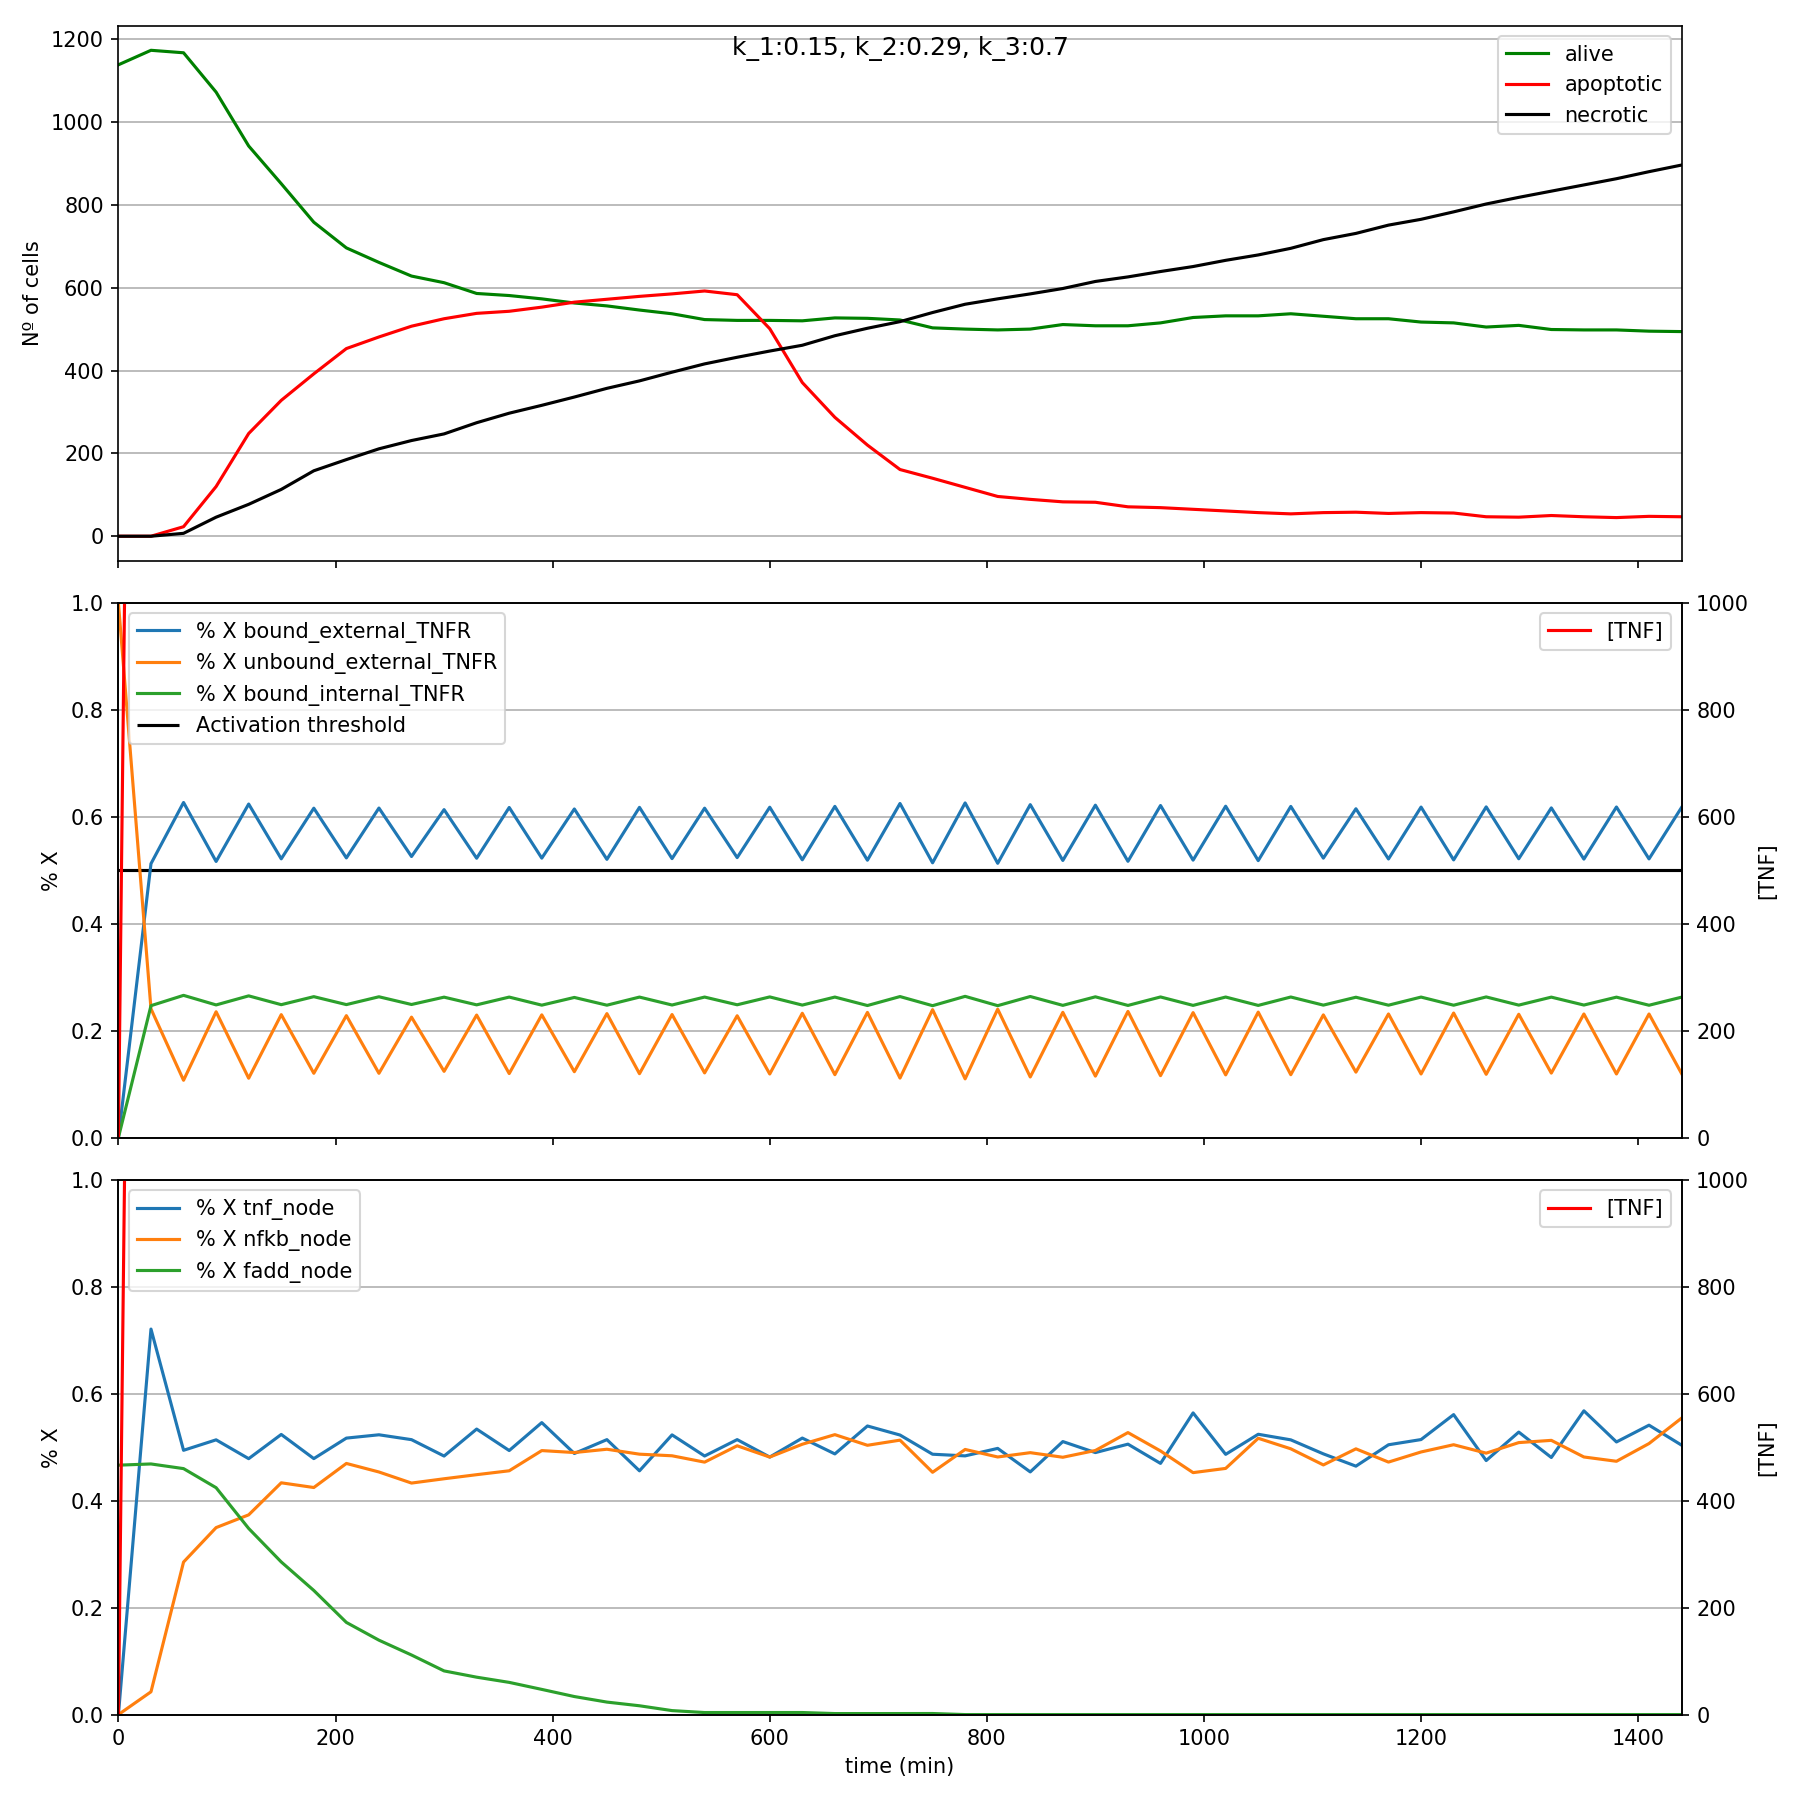 k_1:0.15, k_2:0.29, k_3:0.7
Nº of cells
1200
1000
800
600
400
200
0
alive
apoptotic
necrotic
% X
1.0
0.8
0.6
0.4
0.2
0.0
% X bound_external_TNFR
% X unbound_external_TNFR
% X bound_internal_TNFR
Activation threshold
[TNF]
1000
800
600
400
200
0
[TNF]
% X
1.0
0.8
0.6
0.4
0.2
0.0
% X tnf_node
% X nfkb_node
% X fadd_node
[TNF]
1000
800
600
400
200
0
[TNF]
0 200 400 600 800 1000 1200 1400
time (min)